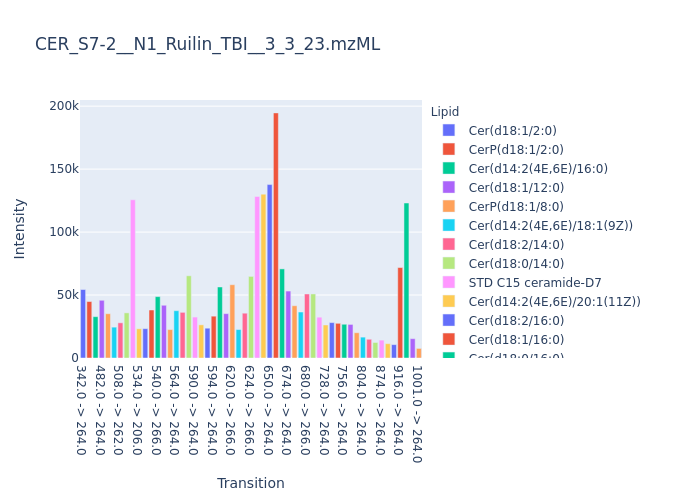 CER_S7-2__N1_Ruilin_TBI__3_3_23.mzML
200k
150k
100k
50k
0
Intensity
342.0 -> 264.0
482.0 -> 264.0
508.0 -> 262.0
534.0 -> 206.0
540.0 -> 266.0
564.0 -> 264.0
590.0 -> 264.0
594.0 -> 264.0
620.0 -> 266.0
624.0 -> 266.0
650.0 -> 264.0
674.0 -> 264.0
680.0 -> 264.0
728.0 -> 264.0
756.0 -> 264.0
804.0 -> 264.0
874.0 -> 264.0
916.0 -> 264.0
1001.0 -> 264.0
Transition
Lipid
Cer(d18:1/2:0)
CerP(d18:1/2:0)
Cer(d14:2(4E,6E)/16:0)
Cer(d18:1/12:0)
CerP(d18:1/8:0)
Cer(d14:2(4E,6E)/18:1(9Z))
Cer(d18:2/14:0)
Cer(d18:0/14:0)
STD C15 ceramide-D7
Cer(d14:2(4E,6E)/20:1(11Z))
Cer(d18:2/16:0)
Cer(d18:1/16:0)
Cer(d18:0/16:0)